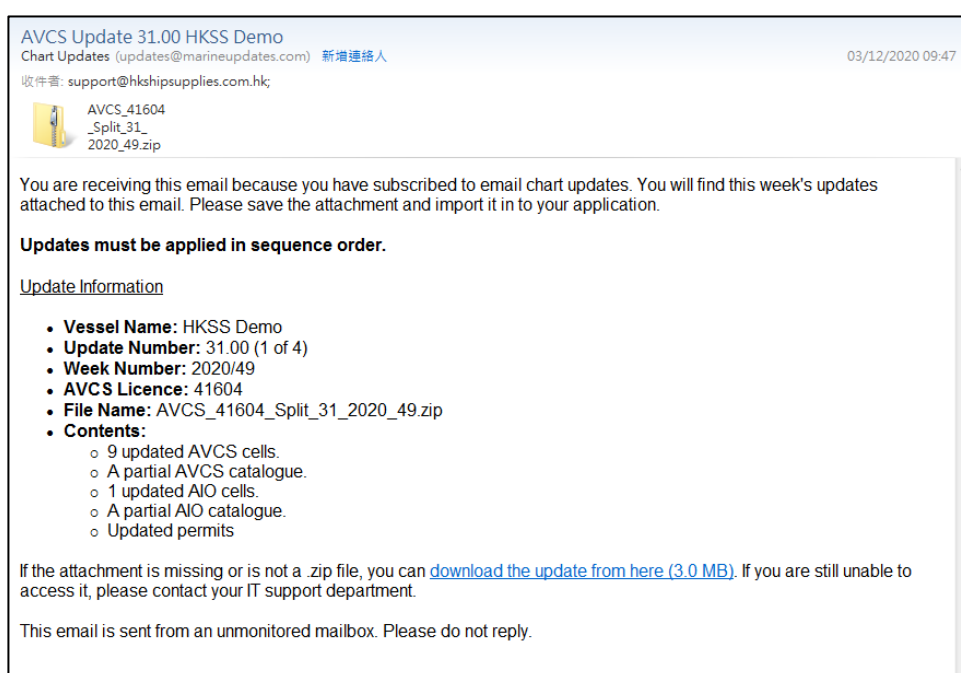 AVCS Update 31.00 HKSS Demo
Chart Updates (updates@marineupdates.com) 新增連絡人 03/12/2020 09:47
收件者: support@hkshipsupplies.com.hk;
AVCS_41604
_Split_31_
2020_49.zip
You are receiving this email because you have subscribed to email chart updates. You will find this week's updates
attached to this email. Please save the attachment and import it in to your application.
Updates must be applied in sequence order.
Update Information
• Vessel Name: HKSS Demo
• Update Number: 31.00 (1 of 4)
• Week Number: 2020/49
• AVCS Licence: 41604
• File Name: AVCS_41604_Split_31_2020_49.zip
• Contents:
○ 9 updated AVCS cells.
○ A partial AVCS catalogue.
○ 1 updated AIO cells.
○ A partial AIO catalogue.
○ Updated permits
If the attachment is missing or is not a .zip file, you can download the update from here (3.0 MB). If you are still unable to
access it, please contact your IT support department.
This email is sent from an unmonitored mailbox. Please do not reply.